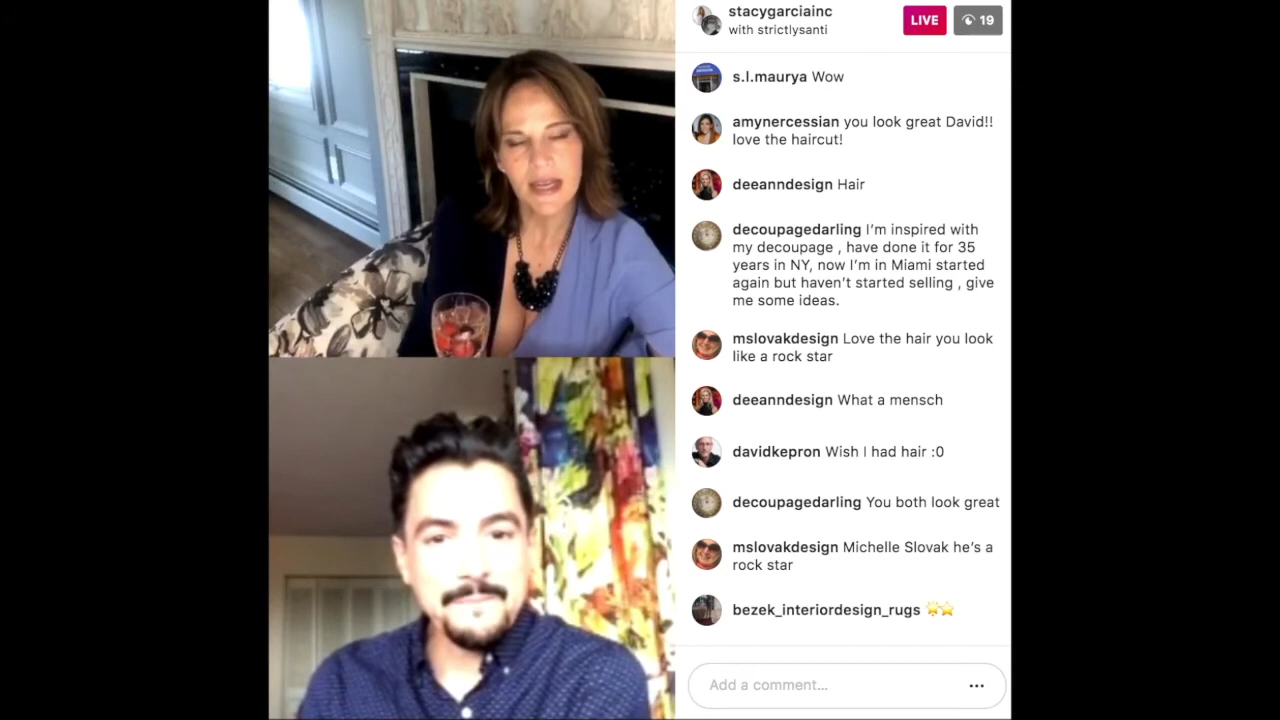 stacygarciainc
with strictlysanti
LIVE
19
s.l.maurya Wow
amynercessian you look great David!!
love the haircut!
deeanndesign Hair
decoupagedarling I'm inspired with
my decoupage , have done it for 35
years in NY, now I'm in Miami started
again but haven't started selling , give
me some ideas.
mslovakdesign Love the hair you look
like a rock star
deeanndesign What a mensch
davidkepron Wish I had hair :0
decoupagedarling You both look great
mslovakdesign Michelle Slovak he's a
rock star
bezek_interiordesign_rugs 🌟⭐
Add a comment...